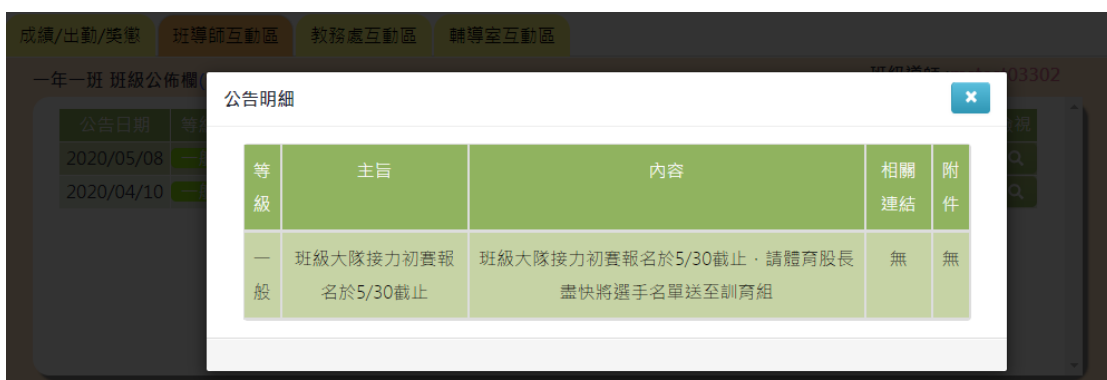 成績/出勤/獎懲 班導師互動區 教務處互動區 輔導室互動區
一年一班 班級公佈欄(
03302
公告明細
公告日期
2020/05/08
2020/04/10
等級 主旨 內容 相關連結 附件
一般 班級大隊接力初賽報名於5/30截止 班級大隊接力初賽報名於5/30截止，請體育股長盡快將選手名單送至訓育組 無 無